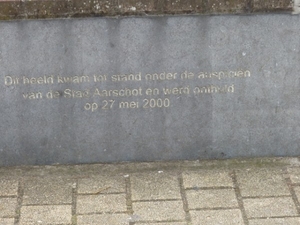 Dit beeld kwam tot stand onder de auspiciën
van de Stad Aarschot en werd onthuld
op 27 mei 2000.